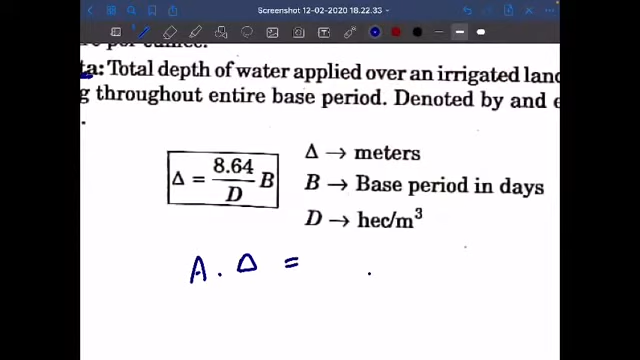 Screenshot 12-02-2020 18.22.33
ta: Total depth of water applied over an irrigated lan
g throughout entire base period. Denoted by and e
.
Δ = 8.64/D B
Δ → meters
B → Base period in days
D → hec/m³
A . Δ =